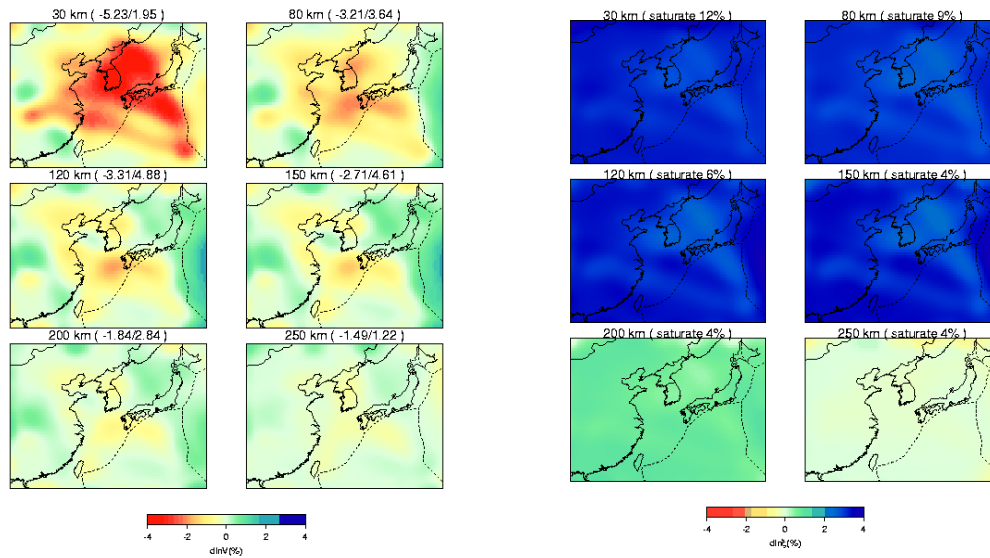 30 km ( -5.23/1.95)
80 km ( -3.21/3.64)
30 km ( saturate 12% )
80 km ( saturate 9% )
120 km ( -3.31/4.88)
150 km ( -2.71/4.61)
120 km ( saturate 6% )
150 km ( saturate 4% )
200 km ( -1.84/2.84)
250 km ( -1.49/1.22)
200 km ( saturate 4% )
250 km ( saturate 4% )
-4 -2 0 2 4
dlnV(%)
-4 -2 0 2 4
dlnξ(%)